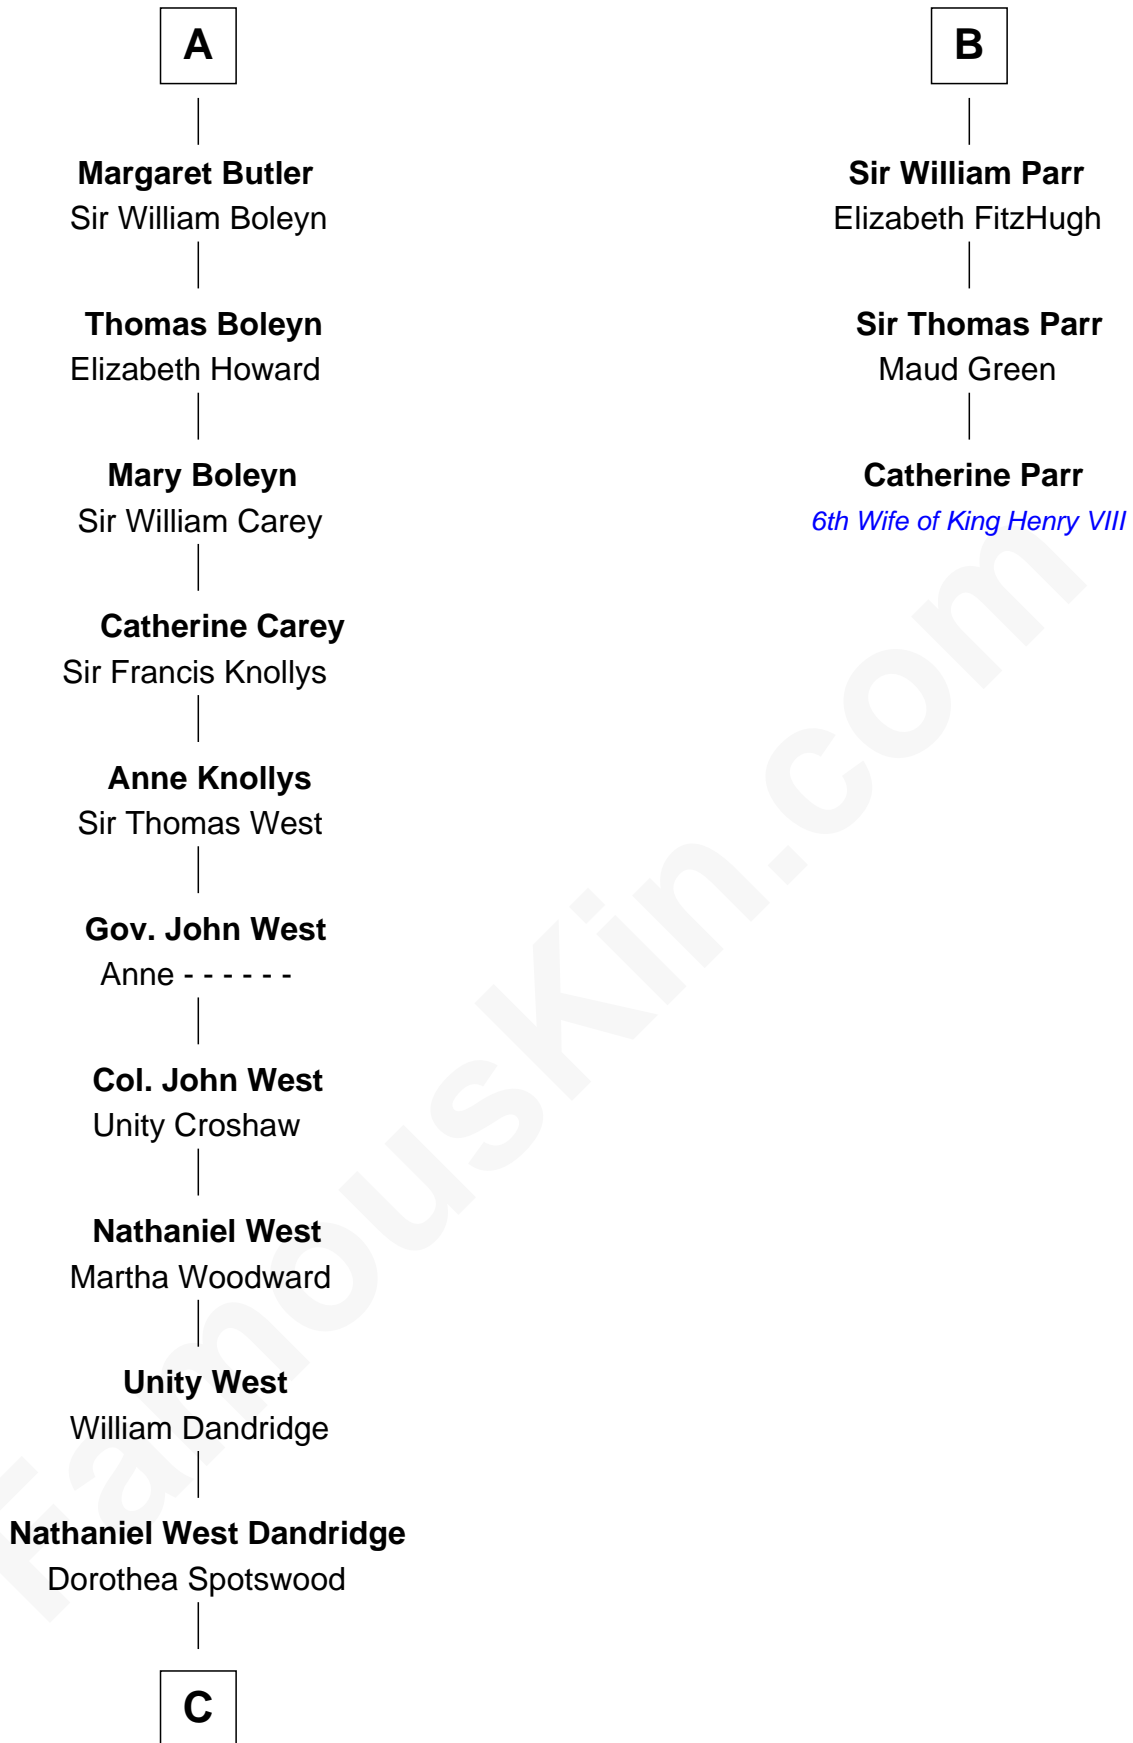 A
Margaret Butler
Sir William Boleyn
Thomas Boleyn
Elizabeth Howard
Mary Boleyn
Sir William Carey
Catherine Carey
Sir Francis Knollys
Anne Knollys
Sir Thomas West
Gov. John West
Anne - - - - - -
Col. John West
Unity Croshaw
Nathaniel West
Martha Woodward
Unity West
William Dandridge
Nathaniel West Dandridge
Dorothea Spotswood
C
B
Sir William Parr
Elizabeth FitzHugh
Sir Thomas Parr
Maud Green
Catherine Parr
6th Wife of King Henry VIII
FamousKin.com